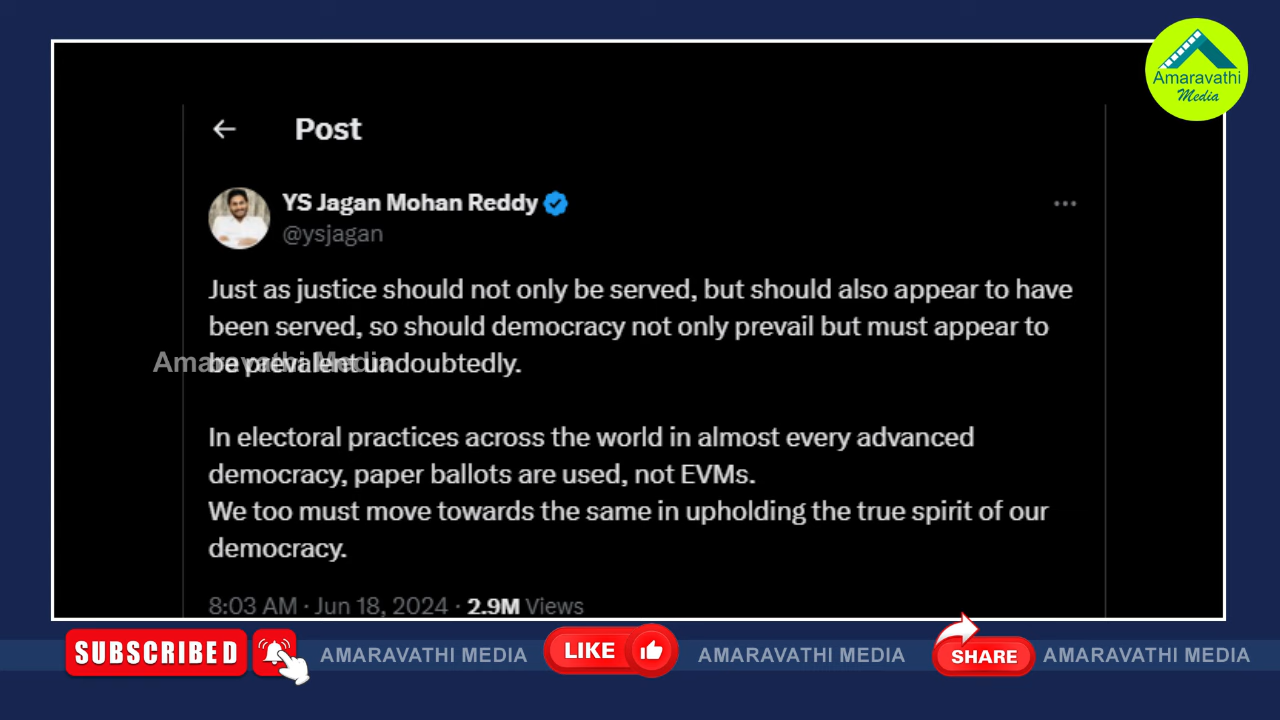 Amaravathi
Media
Post
YS Jagan Mohan Reddy
@ysjagan
Just as justice should not only be served, but should also appear to have
been served, so should democracy not only prevail but must appear to
be prevalent undoubtedly.
Amaravathi Media
In electoral practices across the world in almost every advanced
democracy, paper ballots are used, not EVMs.
We too must move towards the same in upholding the true spirit of our
democracy.
8:03 AM · Jun 18, 2024 · 2.9M Views
SUBSCRIBED AMARAVATHI MEDIA LIKE AMARAVATHI MEDIA SHARE AMARAVATHI MEDIA